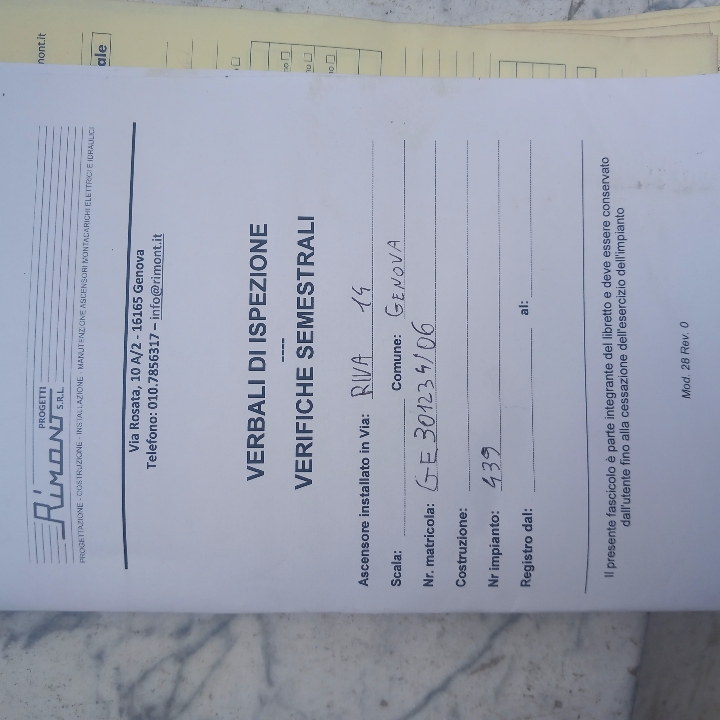 PROGETTI
RIMONT S.R.L.
PROGETTAZIONE - COSTRUZIONE - INSTALLAZIONE - MANUTENZIONE ASCENSORI MONTACARICHI ELETTRICI E IDRAULICI
Via Rosata, 10 A/2 - 16165 Genova
Telefono: 010.7856317 – info@rimont.it
VERBALI DI ISPEZIONE
----
VERIFICHE SEMESTRALI
Ascensore installato in Via: RIVA 14
Scala: Comune: GENOVA
Nr. matricola: GE 301234/06
Costruzione:
Nr impianto: 439
Registro dal: al:
Il presente fascicolo è parte integrante del libretto e deve essere conservato
dall'utente fino alla cessazione dell'esercizio dell'impianto
Mod. 28 Rev. 0